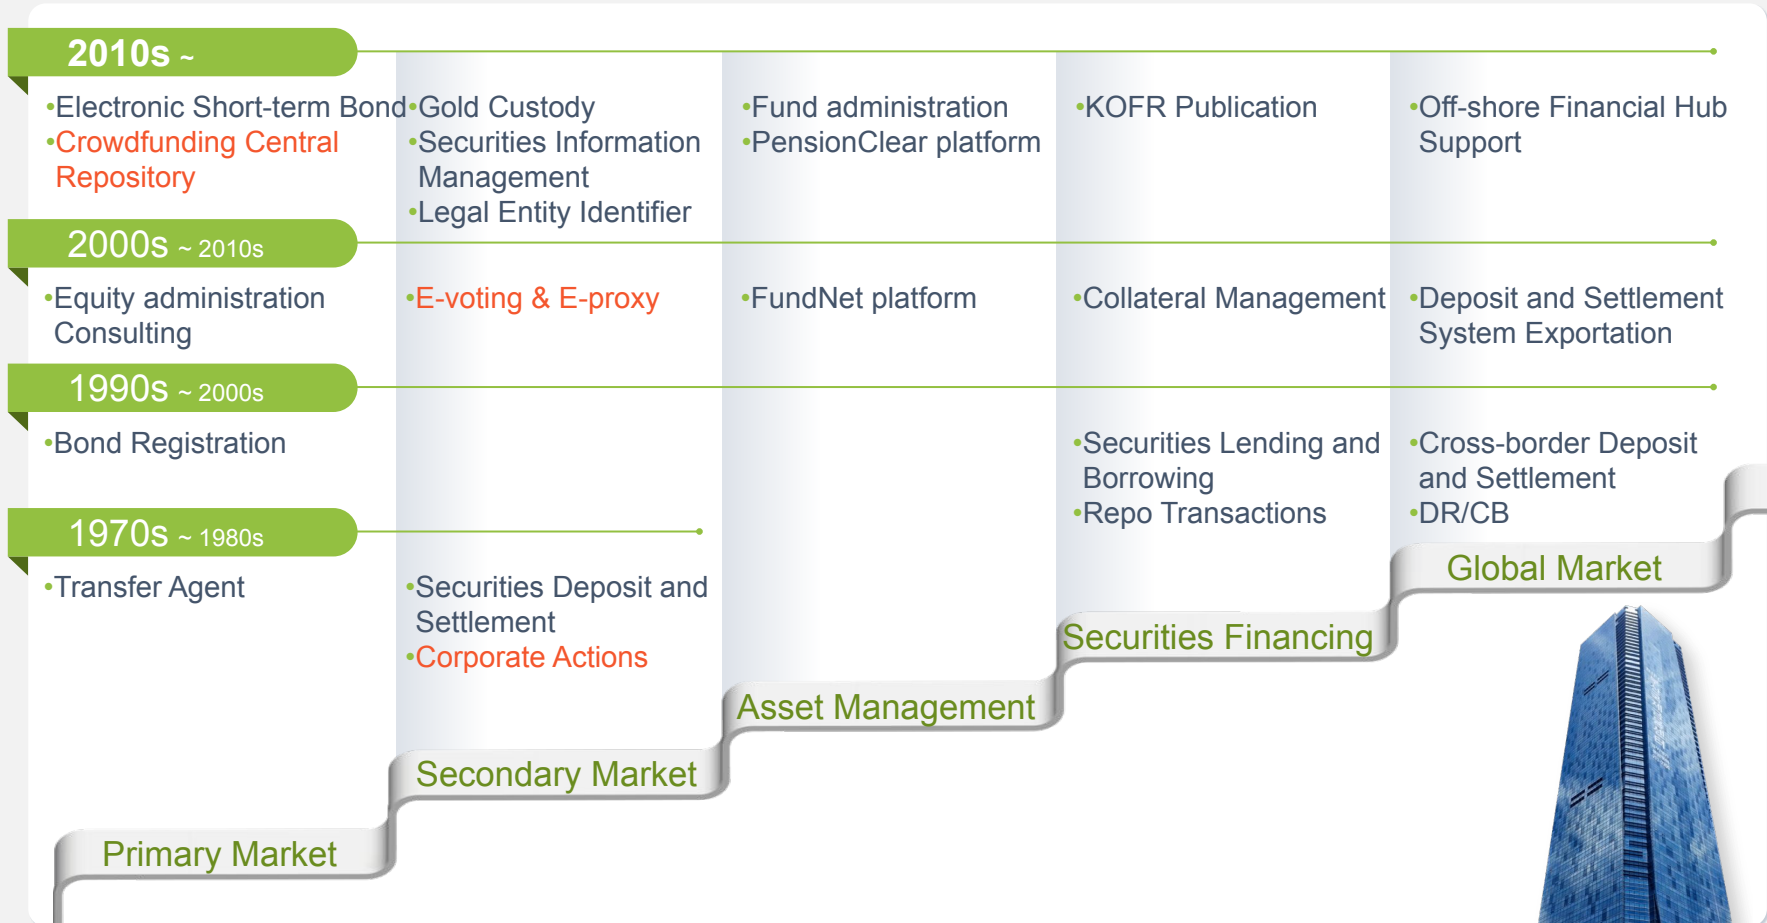 2010s ~
•Electronic Short-term Bond
•Crowdfunding Central
Repository
•Gold Custody
•Securities Information
Management
•Legal Entity Identifier
•Fund administration
•PensionClear platform
•KOFR Publication
•Off-shore Financial Hub
Support
2000s ~ 2010s
•Equity administration
Consulting
•E-voting & E-proxy
•FundNet platform
•Collateral Management
•Deposit and Settlement
System Exportation
1990s ~ 2000s
•Bond Registration
•Securities Lending and
Borrowing
•Repo Transactions
•Cross-border Deposit
and Settlement
•DR/CB
1970s ~ 1980s
•Transfer Agent
•Securities Deposit and
Settlement
•Corporate Actions
Global Market
Securities Financing
Asset Management
Secondary Market
Primary Market